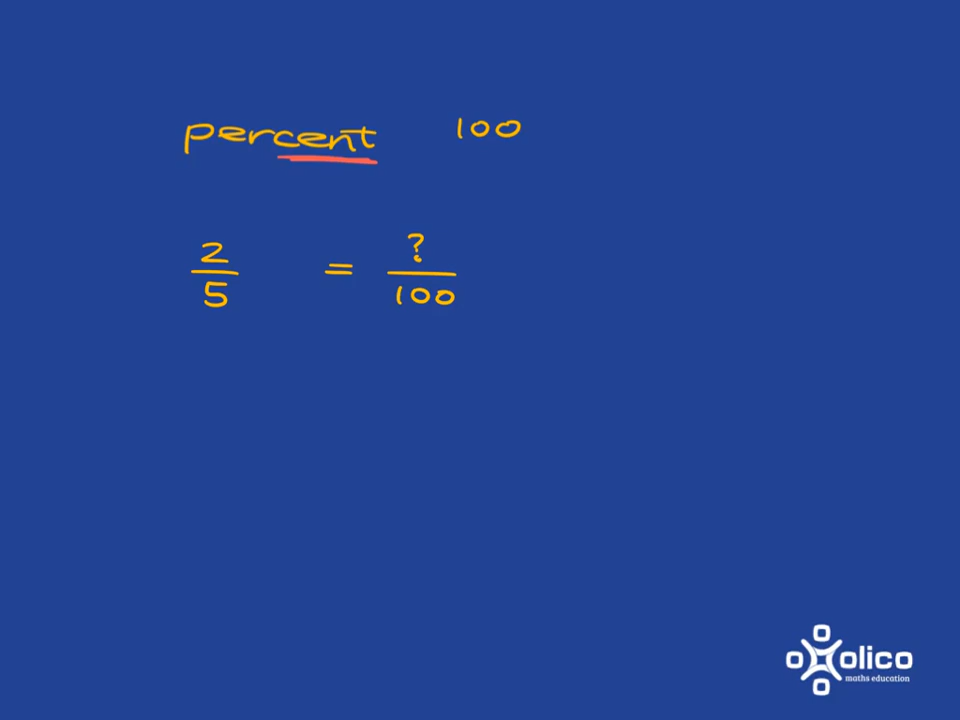 percent 100
2
5
=
?
100
olico
maths education